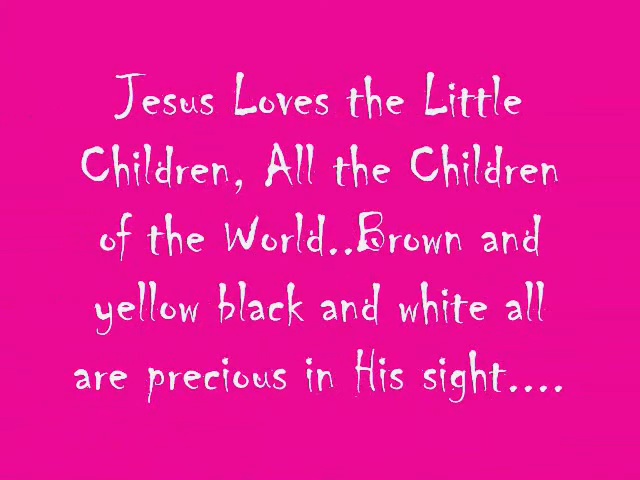 Jesus Loves the Little
Children, All the Children
of the World..Brown and
yellow black and white all
are precious in His sight....